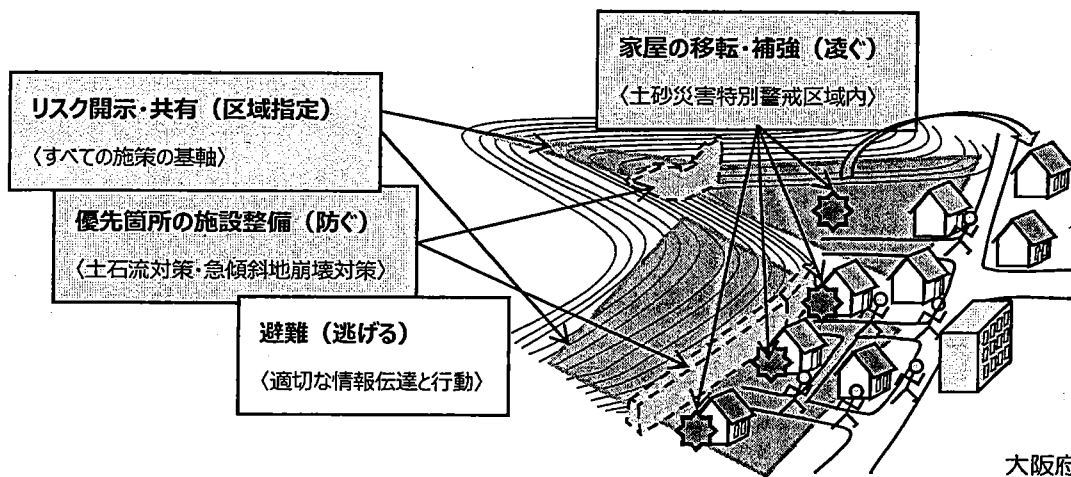 家屋の移転・補強（凌ぐ）
〈土砂災害特別警戒区域内〉
リスク開示・共有（区域指定）
〈すべての施策の基軸〉
優先箇所の施設整備（防ぐ）
〈土石流対策・急傾斜地崩壊対策〉
避難（逃げる）
〈適切な情報伝達と行動〉
大阪府